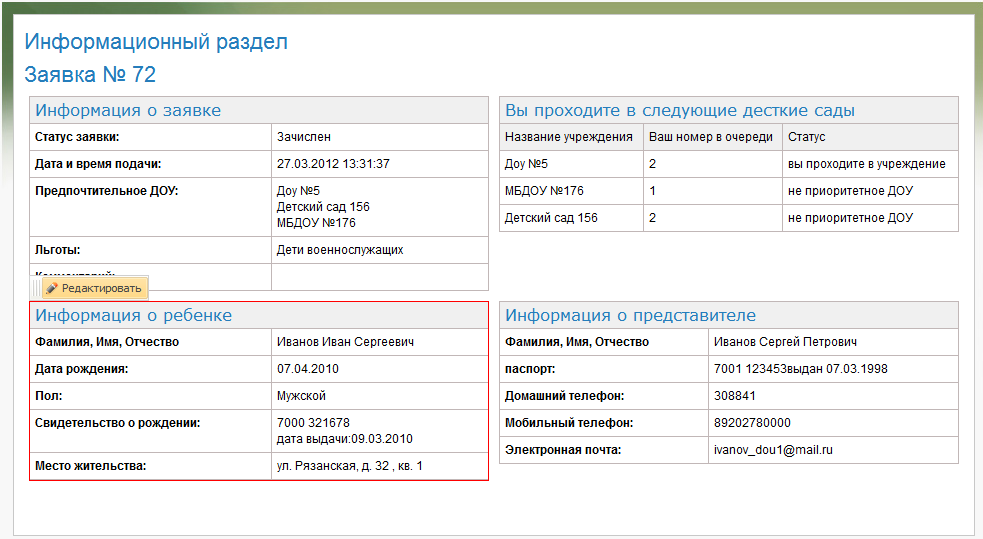 Информационный раздел
Заявка № 72
Информация о заявке
Статус заявки: Зачислен
Дата и время подачи: 27.03.2012 13:31:37
Предпочтительное ДОУ: Доу №5
Детский сад 156
МБДОУ №176
Льготы: Дети военнослужащих
Комментарий:
Вы проходите в следующие десткие сады
Название учреждения Ваш номер в очереди Статус
Доу №5 2 вы проходите в учреждение
МБДОУ №176 1 не приоритетное ДОУ
Детский сад 156 2 не приоритетное ДОУ
Редактировать
Информация о ребенке
Фамилия, Имя, Отчество Иванов Иван Сергеевич
Дата рождения: 07.04.2010
Пол: Мужской
Свидетельство о рождении: 7000 321678
дата выдачи:09.03.2010
Место жительства: ул. Рязанская, д. 32 , кв. 1
Информация о представителе
Фамилия, Имя, Отчество Иванов Сергей Петрович
паспорт: 7001 123453выдан 07.03.1998
Домашний телефон: 308841
Мобильный телефон: 89202780000
Электронная почта: ivanov_dou1@mail.ru